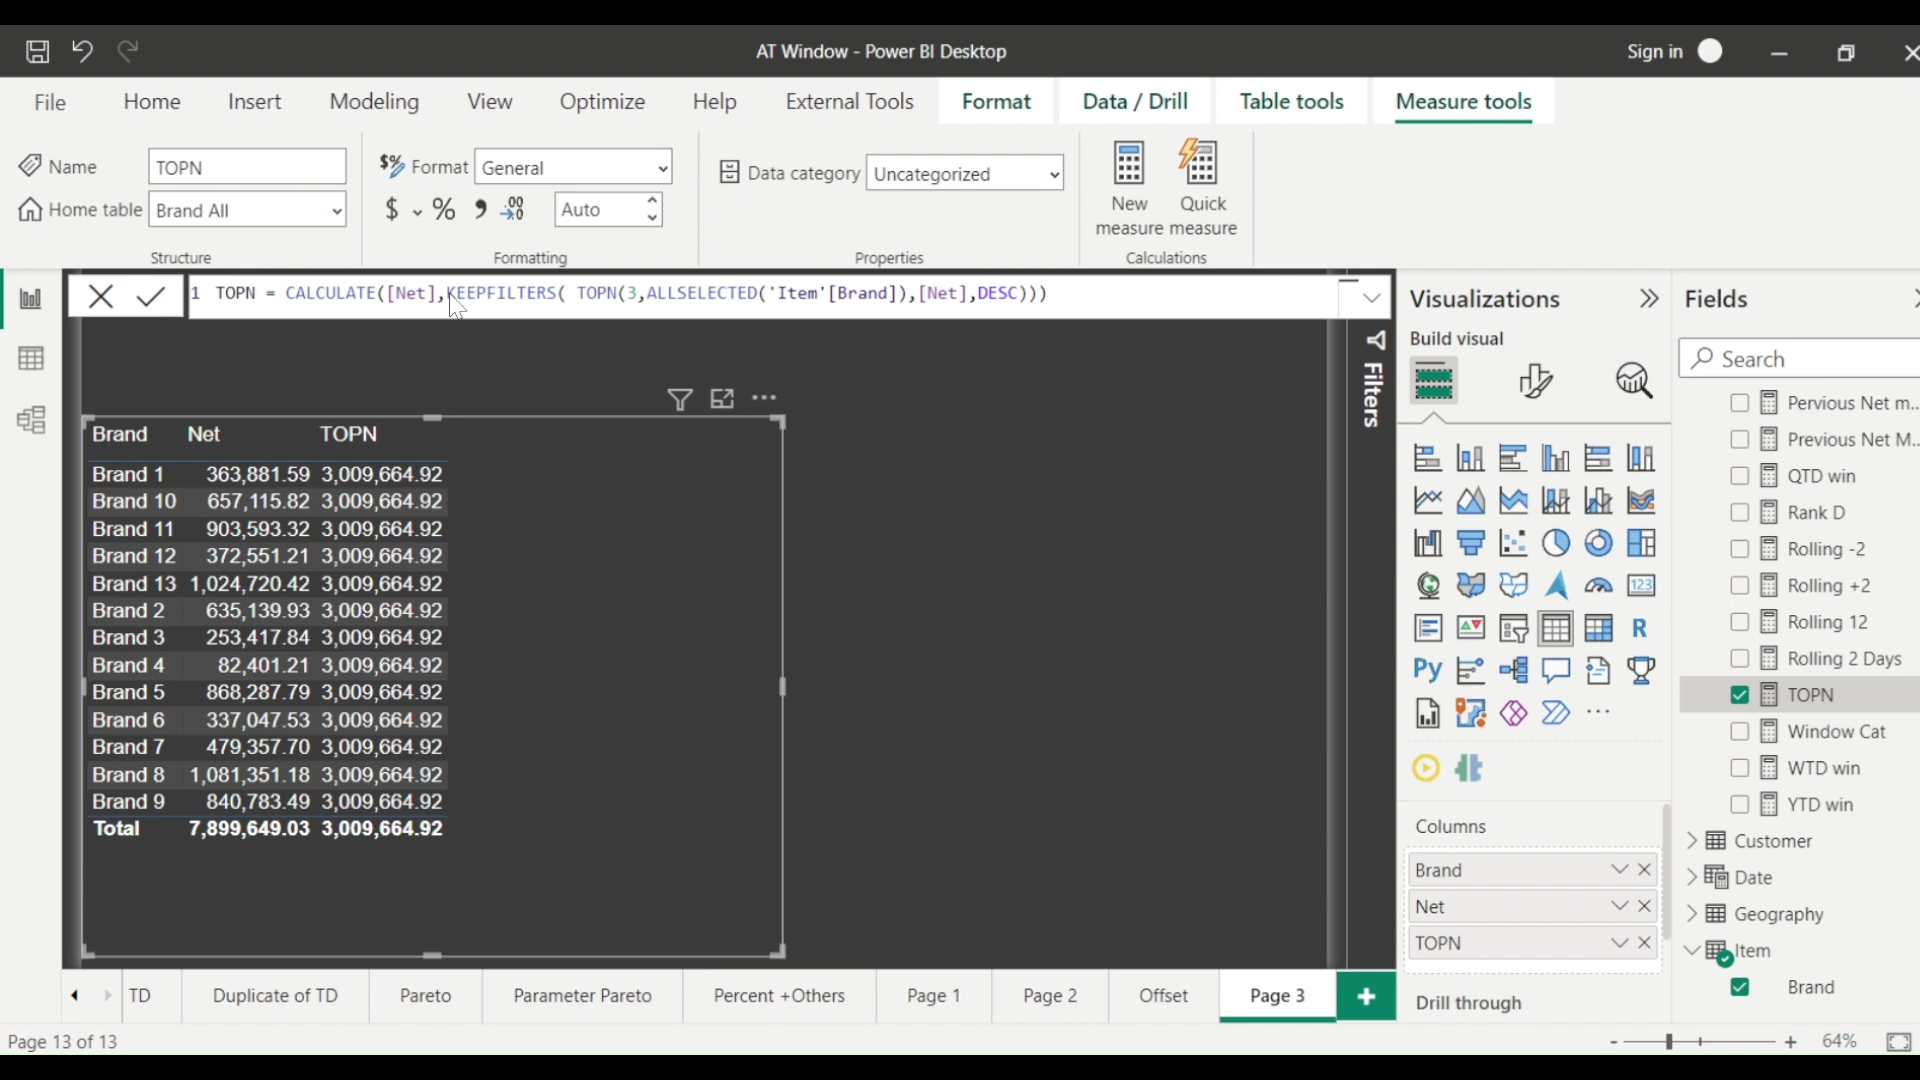 AT Window - Power BI Desktop
Sign in
File Home Insert Modeling View Optimize Help External Tools Format Data / Drill Table tools Measure tools
Name TOPN
Home table Brand All
Structure
$% Format General
$ % , .00 Auto
Formatting
Data category Uncategorized
Properties
New measure
Quick measure
Calculations
1 TOPN = CALCULATE([Net],KEEPFILTERS( TOPN(3,ALLSELECTED('Item'[Brand]),[Net],DESC)))
Brand Net TOPN
Brand 1 363,881.59 3,009,664.92
Brand 10 657,115.82 3,009,664.92
Brand 11 903,593.32 3,009,664.92
Brand 12 372,551.21 3,009,664.92
Brand 13 1,024,720.42 3,009,664.92
Brand 2 635,139.93 3,009,664.92
Brand 3 253,417.84 3,009,664.92
Brand 4 82,401.21 3,009,664.92
Brand 5 868,287.79 3,009,664.92
Brand 6 337,047.53 3,009,664.92
Brand 7 479,357.70 3,009,664.92
Brand 8 1,081,351.18 3,009,664.92
Brand 9 840,783.49 3,009,664.92
Total 7,899,649.03 3,009,664.92
Filters
Visualizations
Build visual
123
R
Py
...
Columns
Brand
Net
TOPN
Drill through
Fields
Search
Pervious Net m...
Previous Net M...
QTD win
Rank D
Rolling -2
Rolling +2
Rolling 12
Rolling 2 Days
TOPN
Window Cat
WTD win
YTD win
Customer
Date
Geography
Item
Brand
TD Duplicate of TD Pareto Parameter Pareto Percent +Others Page 1 Page 2 Offset Page 3 +
Page 13 of 13
- + 64%